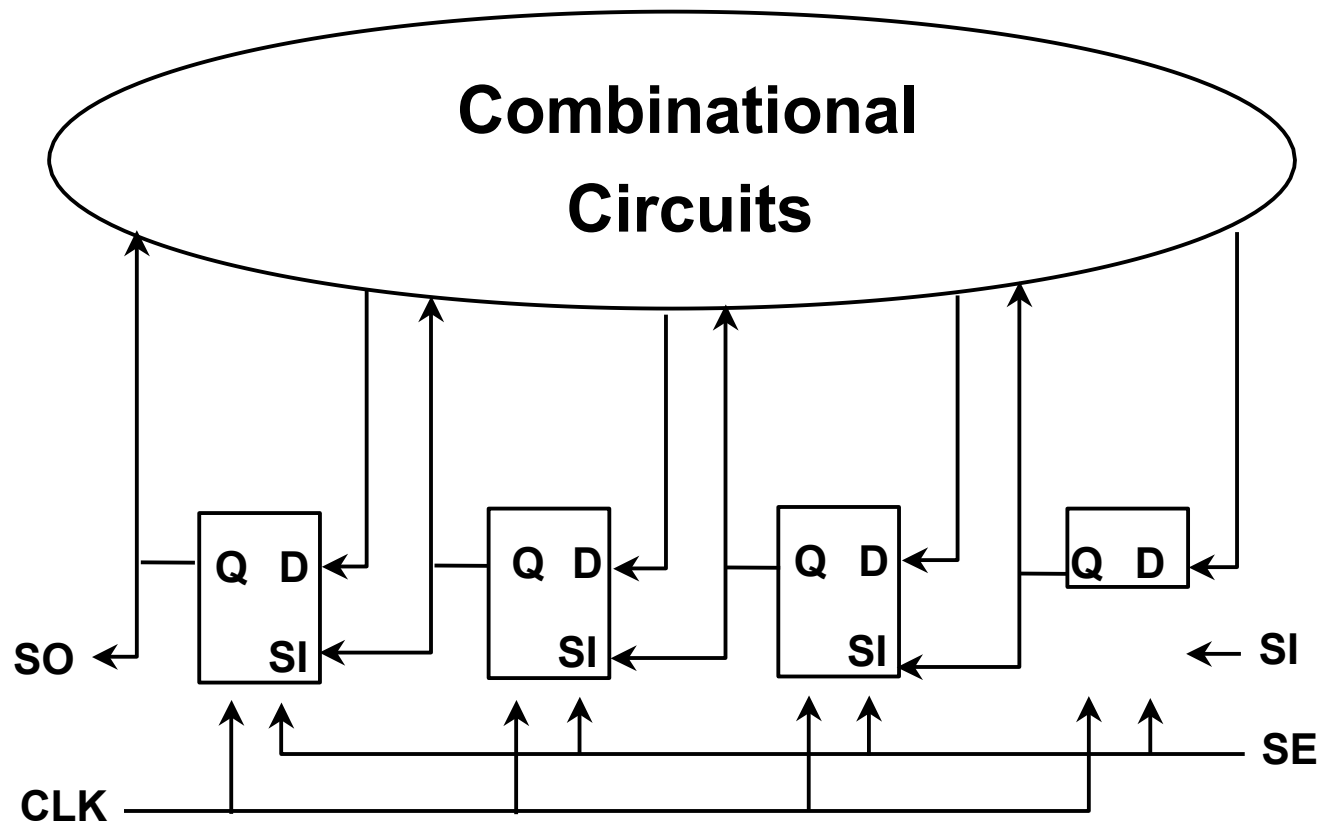 Combinational
Circuits
Q D
Q D
Q D
Q D
SO
SI
SI
SI
SI
SE
CLK